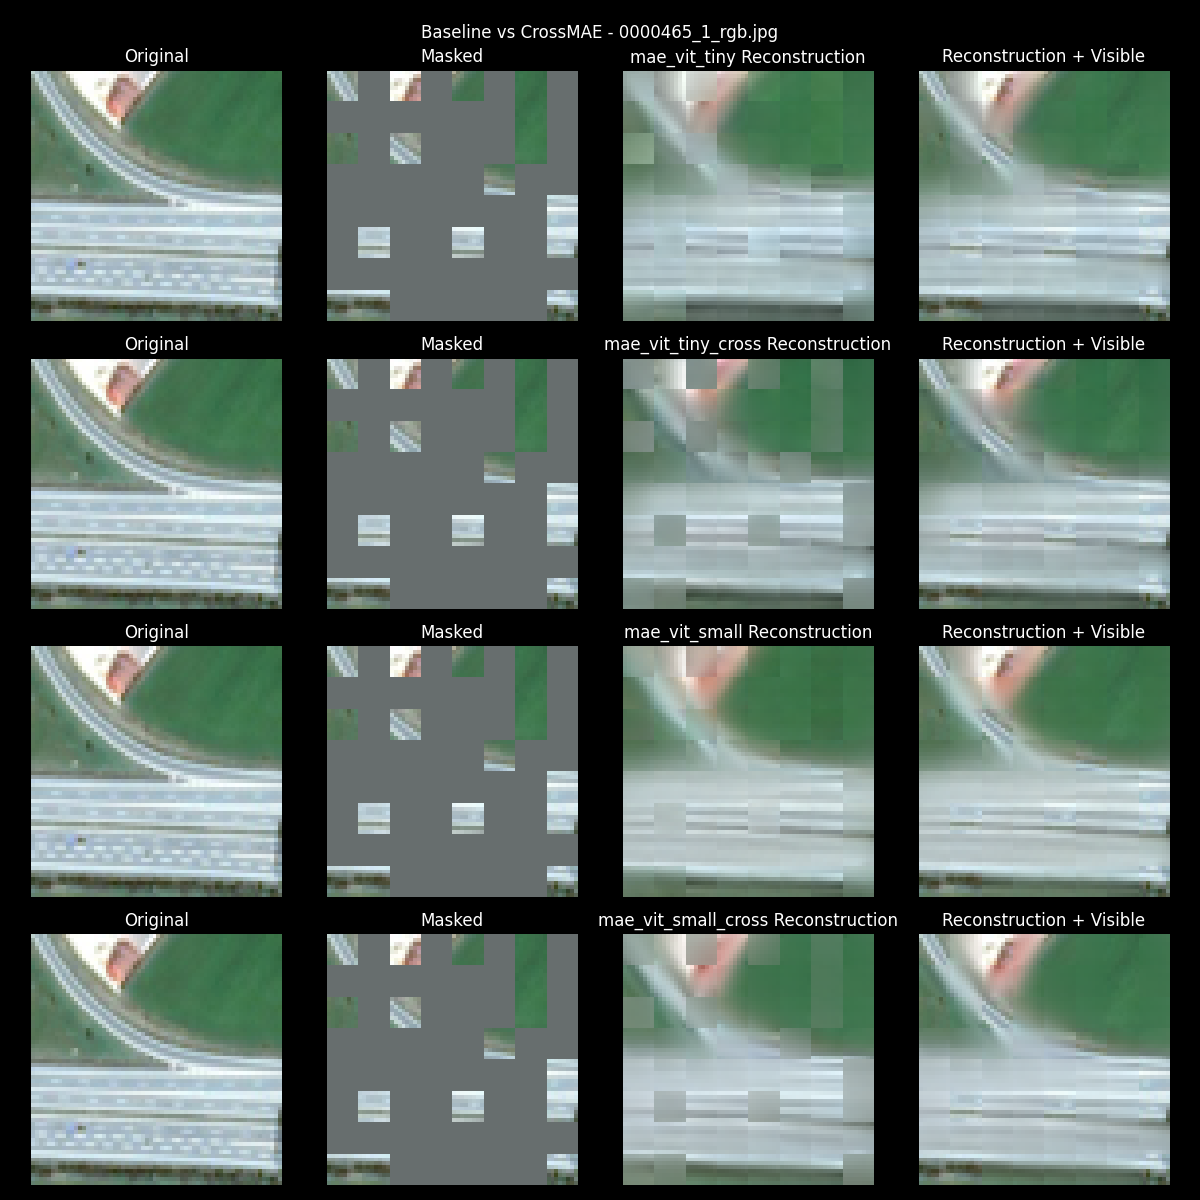 Baseline vs CrossMAE - 0000465_1_rgb.jpg
Original Masked mae_vit_tiny Reconstruction Reconstruction + Visible
Original Masked mae_vit_tiny_cross Reconstruction Reconstruction + Visible
Original Masked mae_vit_small Reconstruction Reconstruction + Visible
Original Masked mae_vit_small_cross Reconstruction Reconstruction + Visible